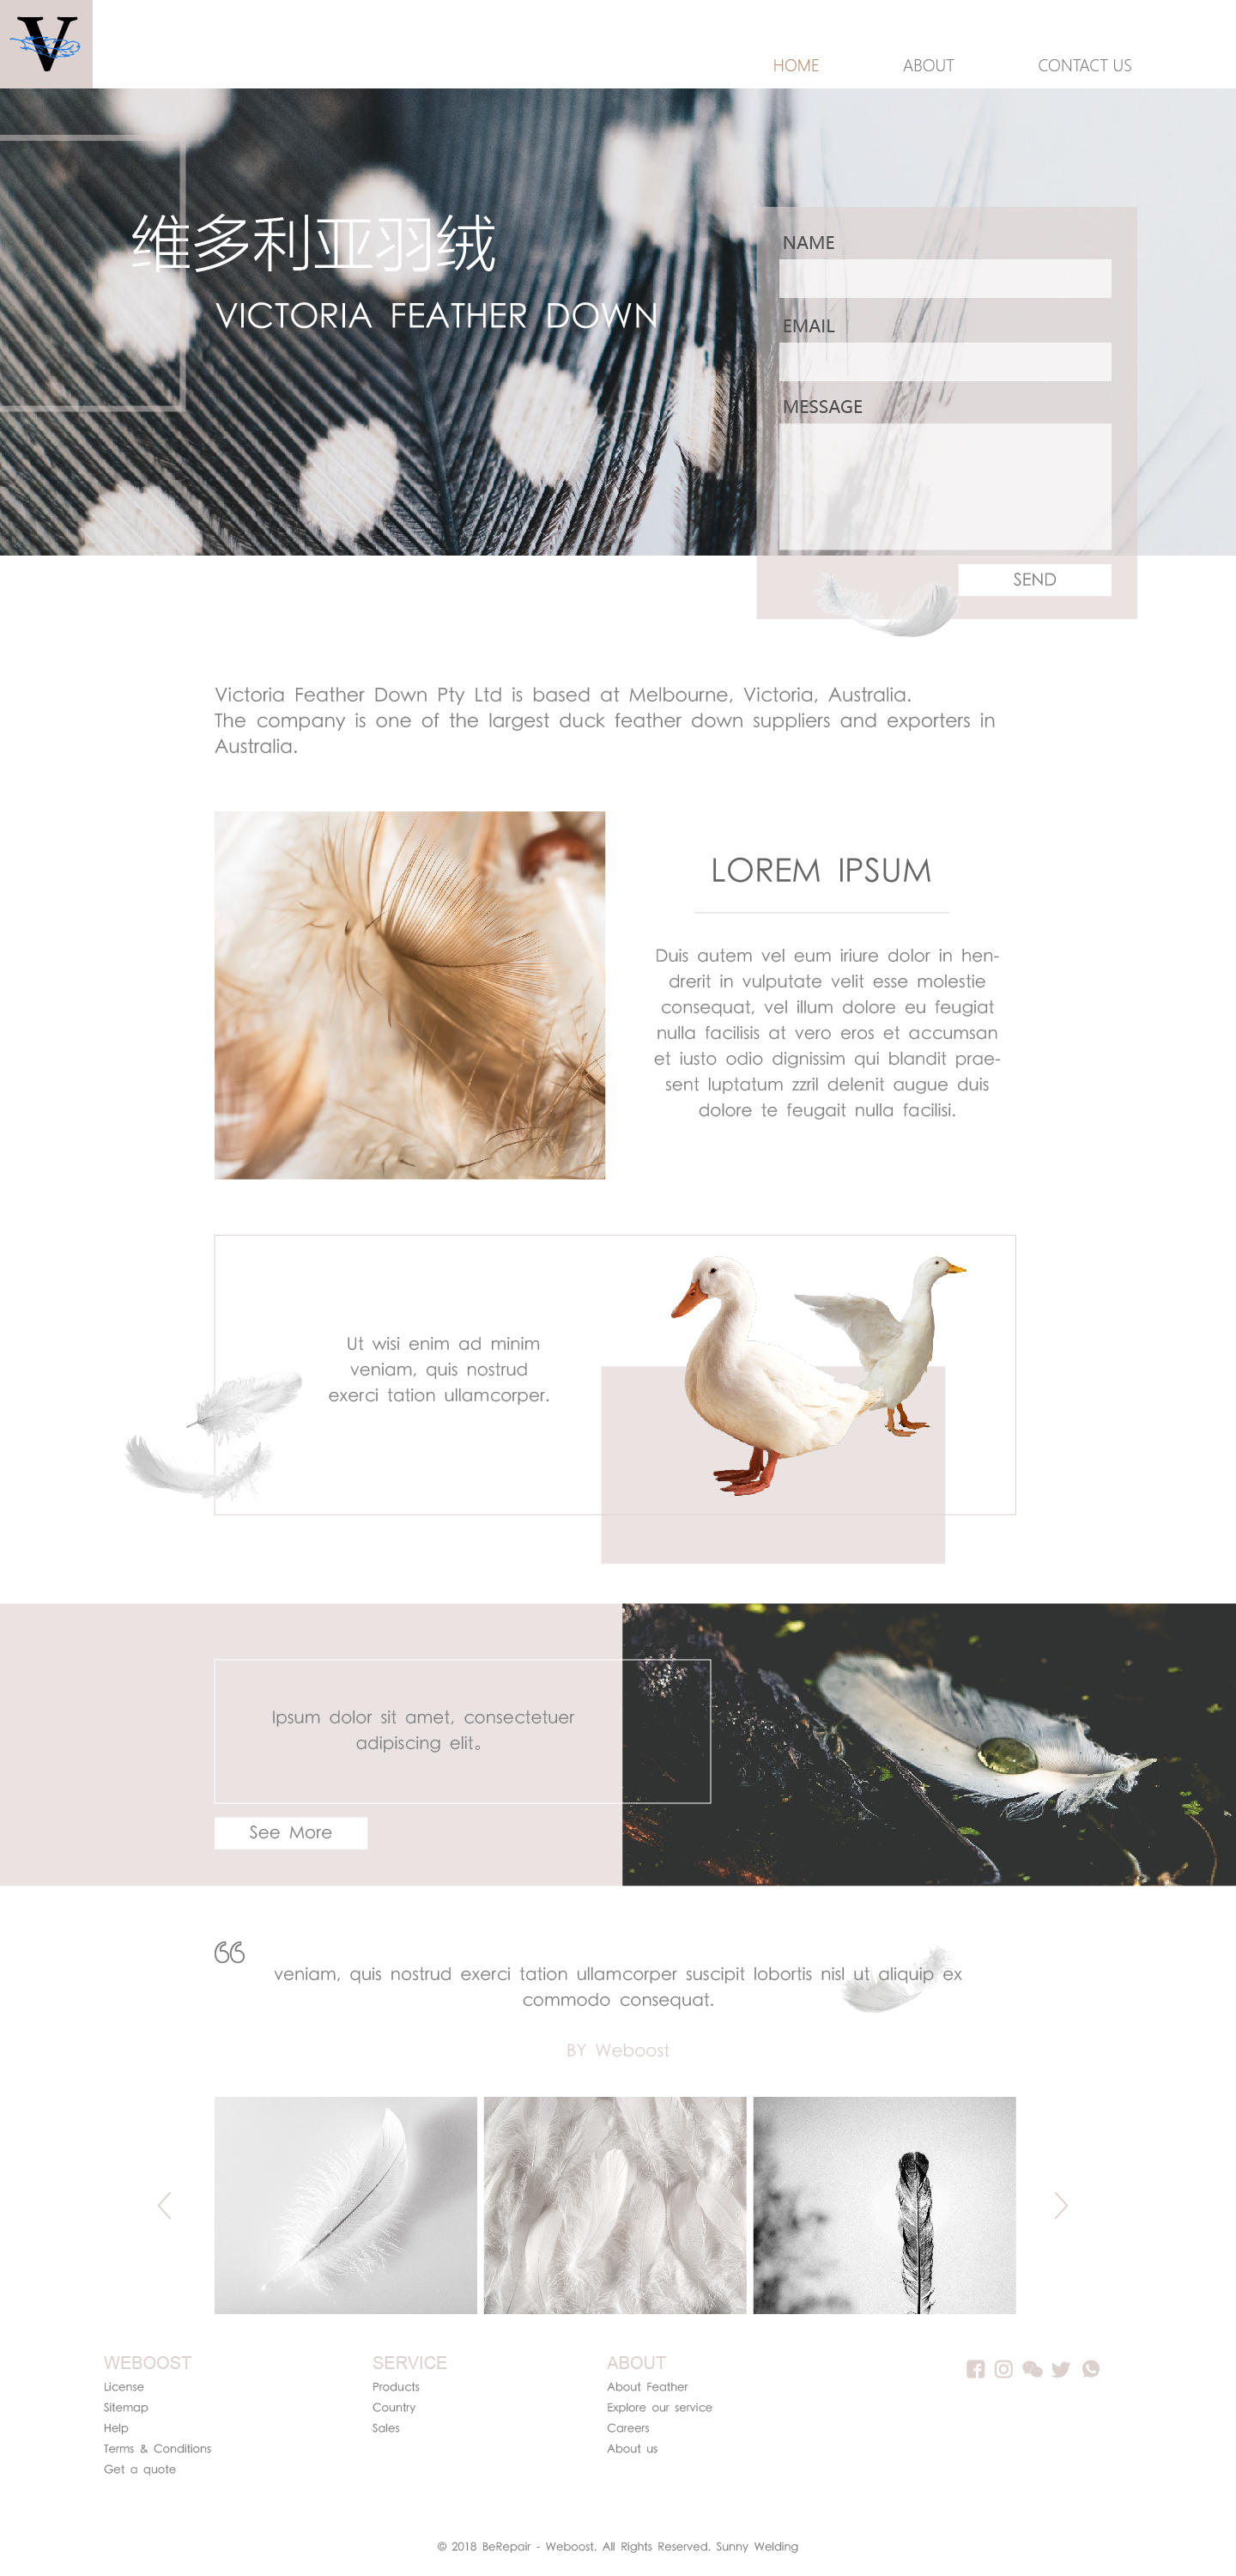 V
HOME
ABOUT
CONTACT US
维多利亚羽绒
VICTORIA FEATHER DOWN
NAME
EMAIL
MESSAGE
SEND
Victoria Feather Down Pty Ltd is based at Melbourne, Victoria, Australia.
The company is one of the largest duck feather down suppliers and exporters in
Australia.
LOREM IPSUM
Duis autem vel eum iriure dolor in hen-
drerit in vulputate velit esse molestie
consequat, vel illum dolore eu feugiat
nulla facilisis at vero eros et accumsan
et iusto odio dignissim qui blandit prae-
sent luptatum zzril delenit augue duis
dolore te feugait nulla facilisi.
Ut wisi enim ad minim
veniam, quis nostrud
exerci tation ullamcorper.
Ipsum dolor sit amet, consectetuer
adipiscing elit。
See More
veniam, quis nostrud exerci tation ullamcorper suscipit lobortis nisl ut aliquip ex
commodo consequat.
BY Weboost
WEBOOST
License
Sitemap
Help
Terms & Conditions
Get a quote
SERVICE
Products
Country
Sales
ABOUT
About Feather
Explore our service
Careers
About us
© 2018 BeRepair - Weboost. All Rights Reserved. Sunny Welding